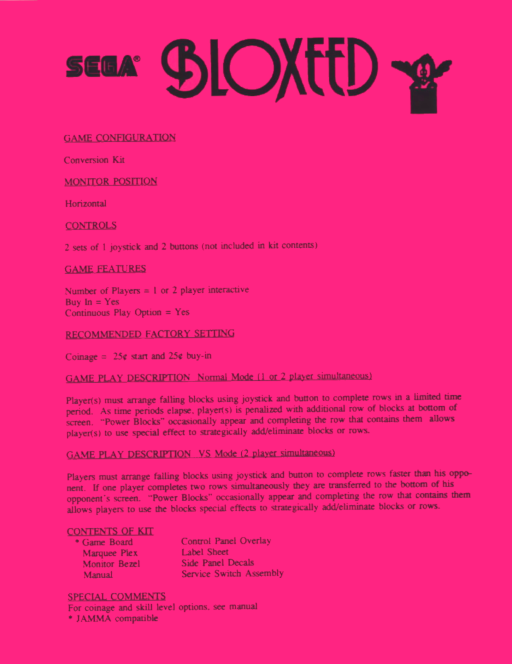 SEGA® BLOXEED
GAME CONFIGURATION
Conversion Kit
MONITOR POSITION
Horizontal
CONTROLS
2 sets of 1 joystick and 2 buttons (not included in kit contents)
GAME FEATURES
Number of Players = 1 or 2 player interactive
Buy In = Yes
Continuous Play Option = Yes
RECOMMENDED FACTORY SETTING
Coinage = 25¢ start and 25¢ buy-in
GAME PLAY DESCRIPTION Normal Mode (1 or 2 player simultaneous)
Player(s) must arrange falling blocks using joystick and button to complete rows in a limited time
period. As time periods elapse, player(s) is penalized with additional row of blocks at bottom of
screen. "Power Blocks" occasionally appear and completing the row that contains them allows
player(s) to use special effect to strategically add/eliminate blocks or rows.
GAME PLAY DESCRIPTION VS Mode (2 player simultaneous)
Players must arrange falling blocks using joystick and button to complete rows faster than his oppo-
nent. If one player completes two rows simultaneously they are transferred to the bottom of his
opponent's screen. "Power Blocks" occasionally appear and completing the row that contains them
allows players to use the blocks special effects to strategically add/eliminate blocks or rows.
CONTENTS OF KIT
* Game Board Control Panel Overlay
Marquee Plex Label Sheet
Monitor Bezel Side Panel Decals
Manual Service Switch Assembly
SPECIAL COMMENTS
For coinage and skill level options, see manual
* JAMMA compatible